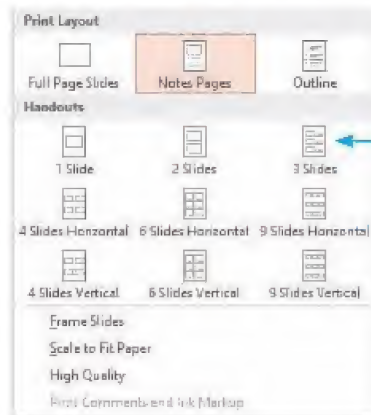 Print Layout
Full Page Slides Notes Pages Outline
Handouts
1 Slide 2 Slides 3 Slides
4 Slides Horizontal 6 Slides Horizontal 9 Slides Horizontal
4 Slides Vertical 6 Slides Vertical 9 Slides Vertical
Frame Slides
Scale to Fit Paper
High Quality
Print Comments and Ink Markup